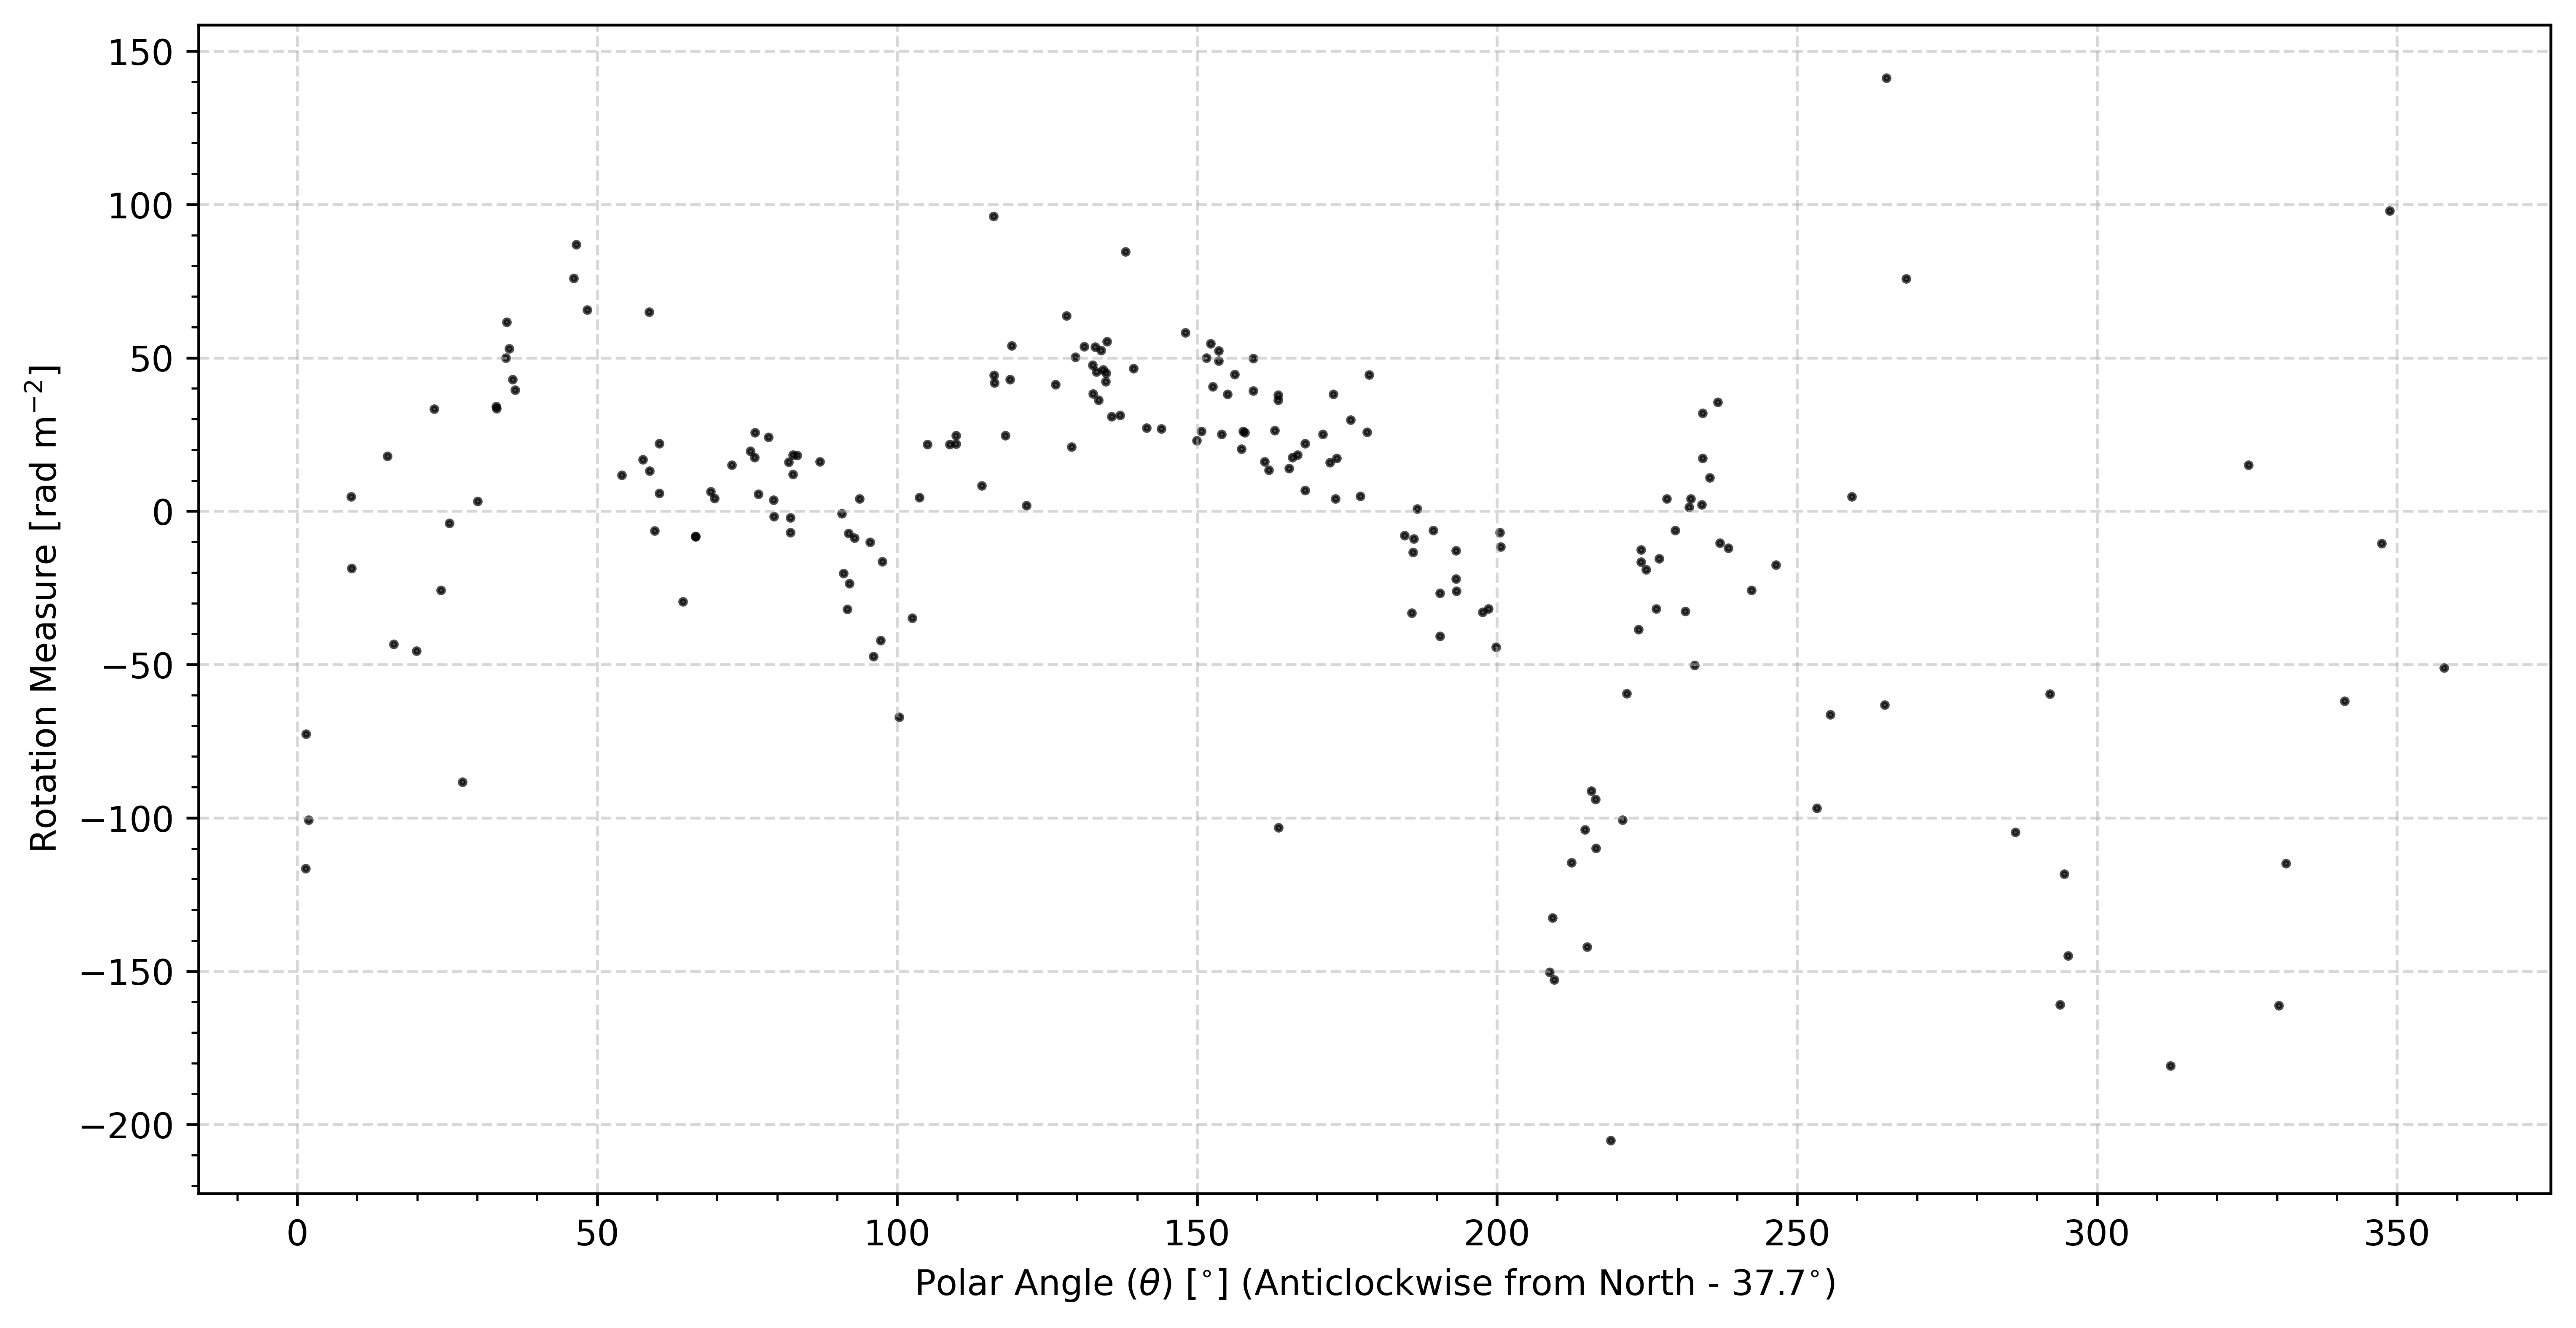 150
100
50
0
−50
−100
−150
−200
Rotation Measure [rad m⁻²]
0 50 100 150 200 250 300 350
Polar Angle (θ) [°] (Anticlockwise from North - 37.7°)